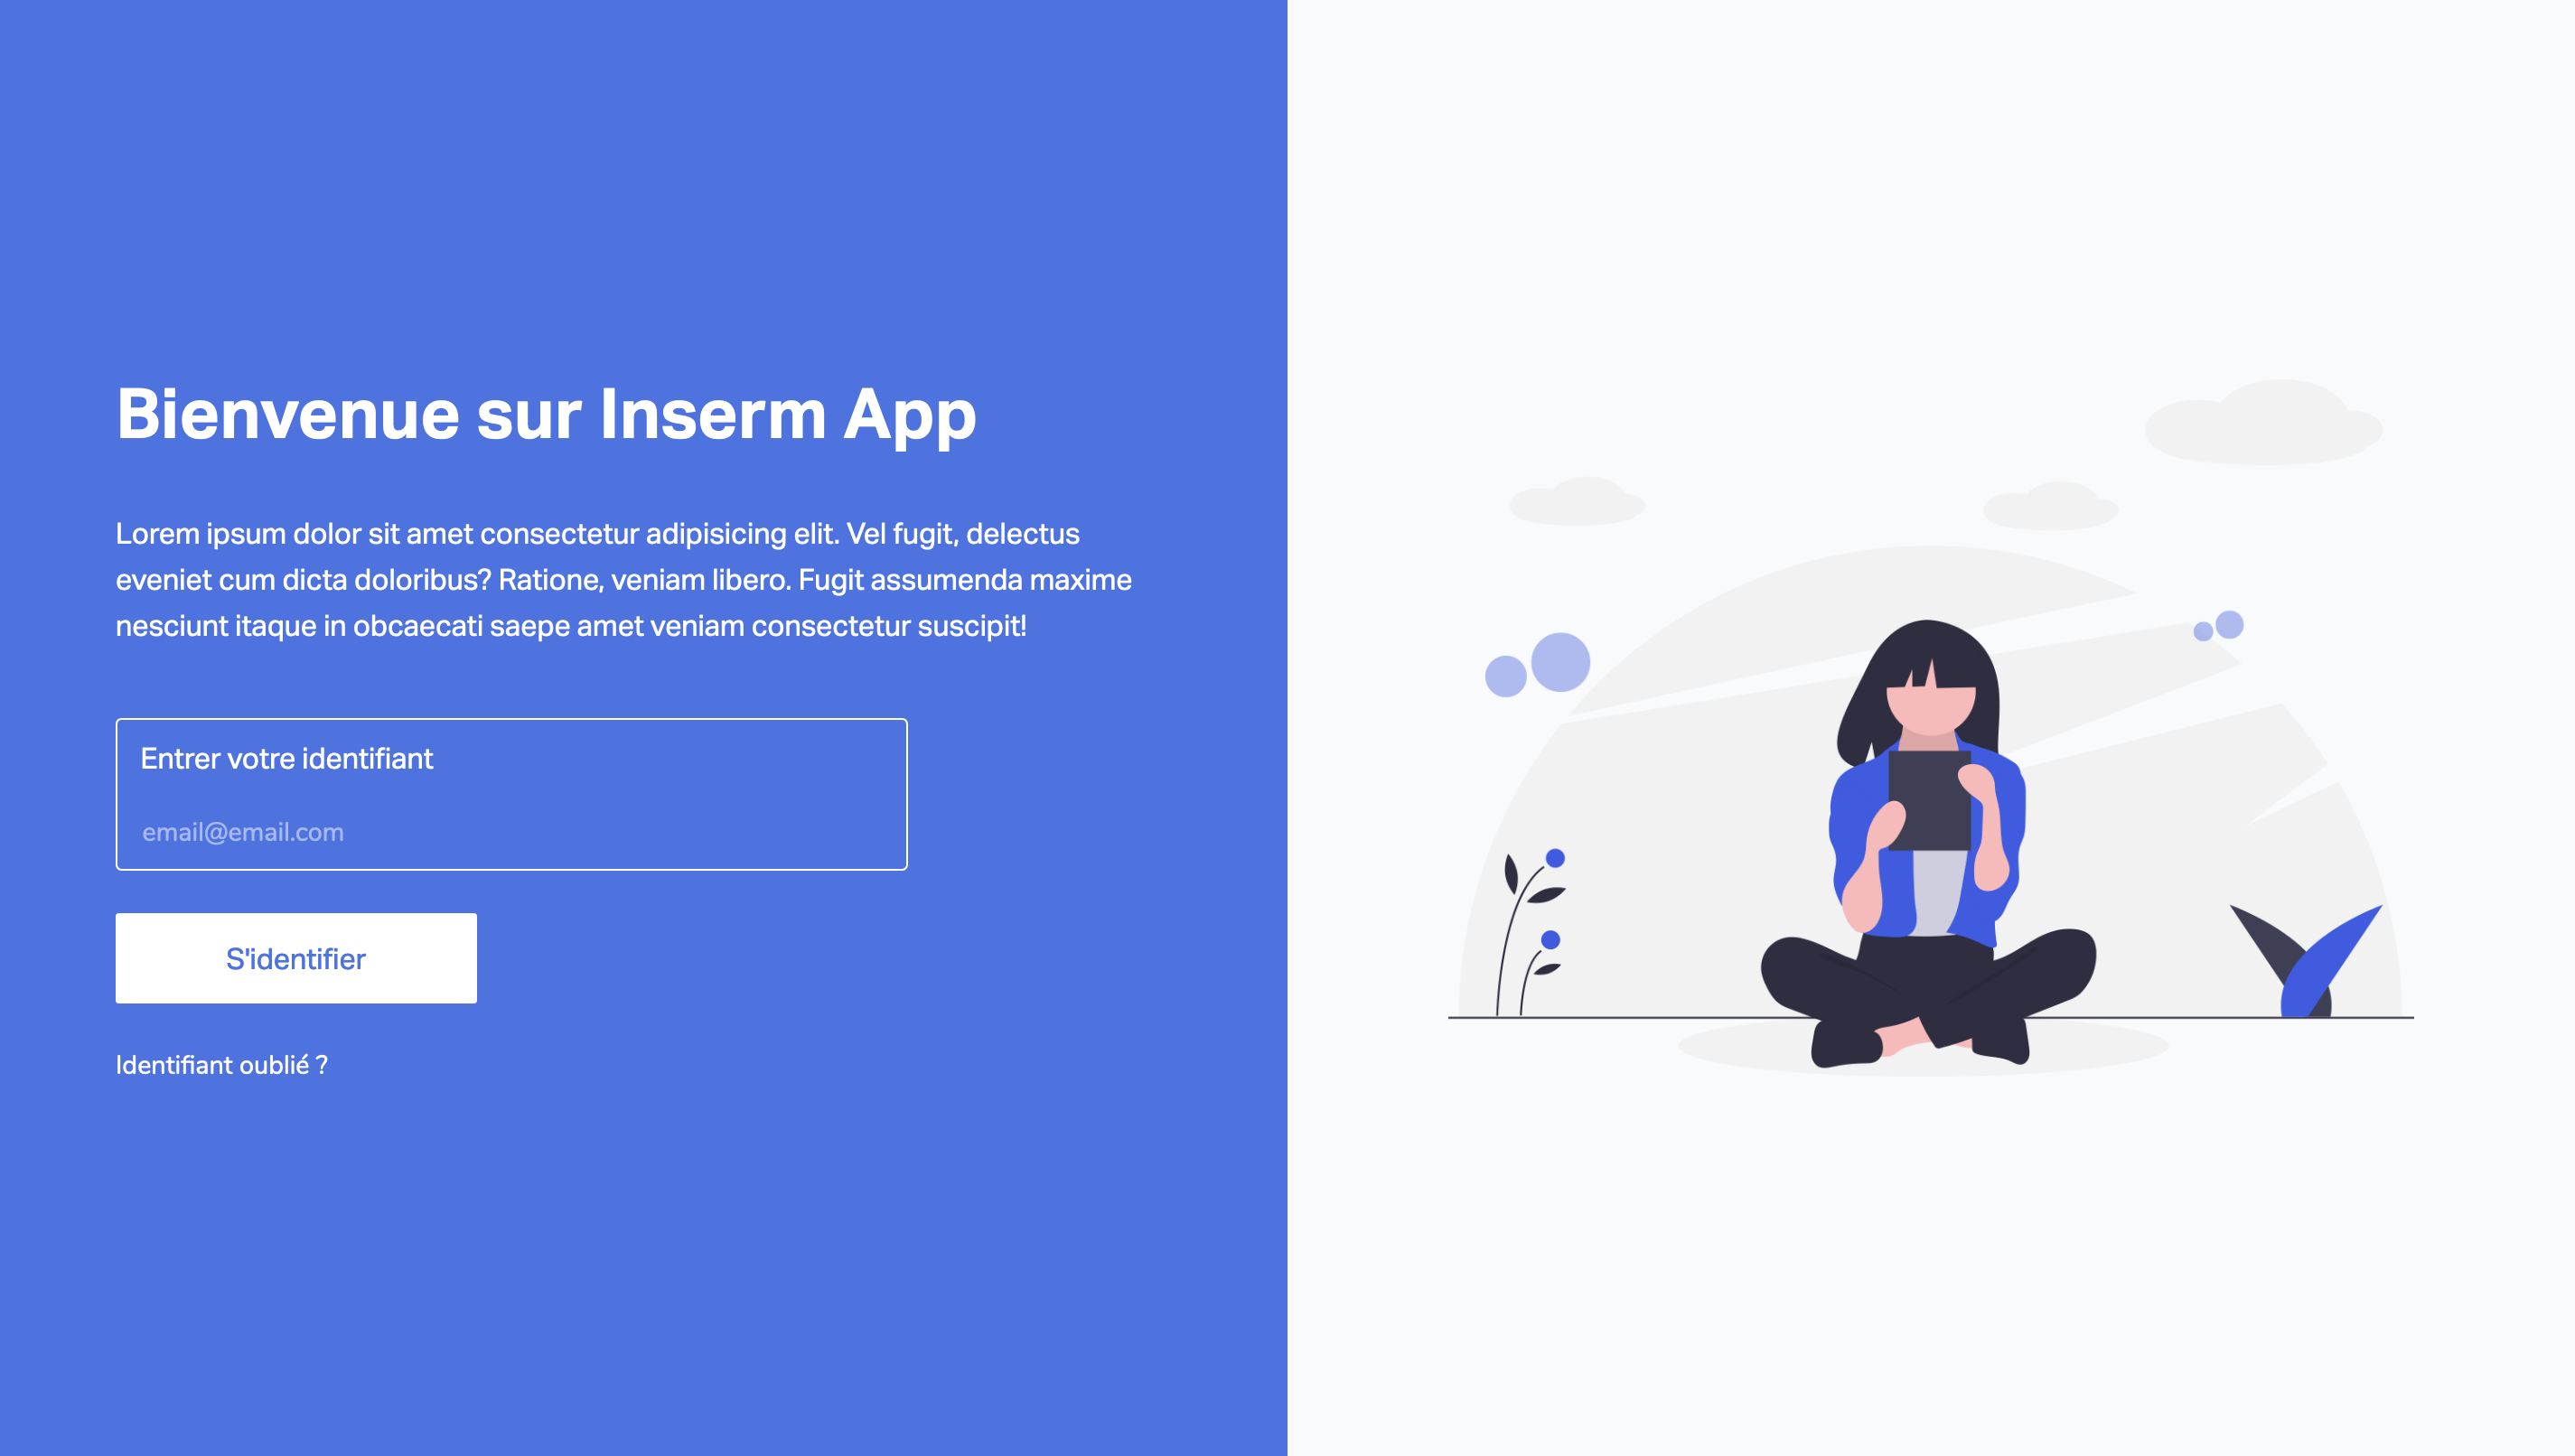 Bienvenue sur Inserm App
Lorem ipsum dolor sit amet consectetur adipisicing elit. Vel fugit, delectus
eveniet cum dicta doloribus? Ratione, veniam libero. Fugit assumenda maxime
nesciunt itaque in obcaecati saepe amet veniam consectetur suscipit!
Entrer votre identifiant
email@email.com
S'identifier
Identifiant oublié ?